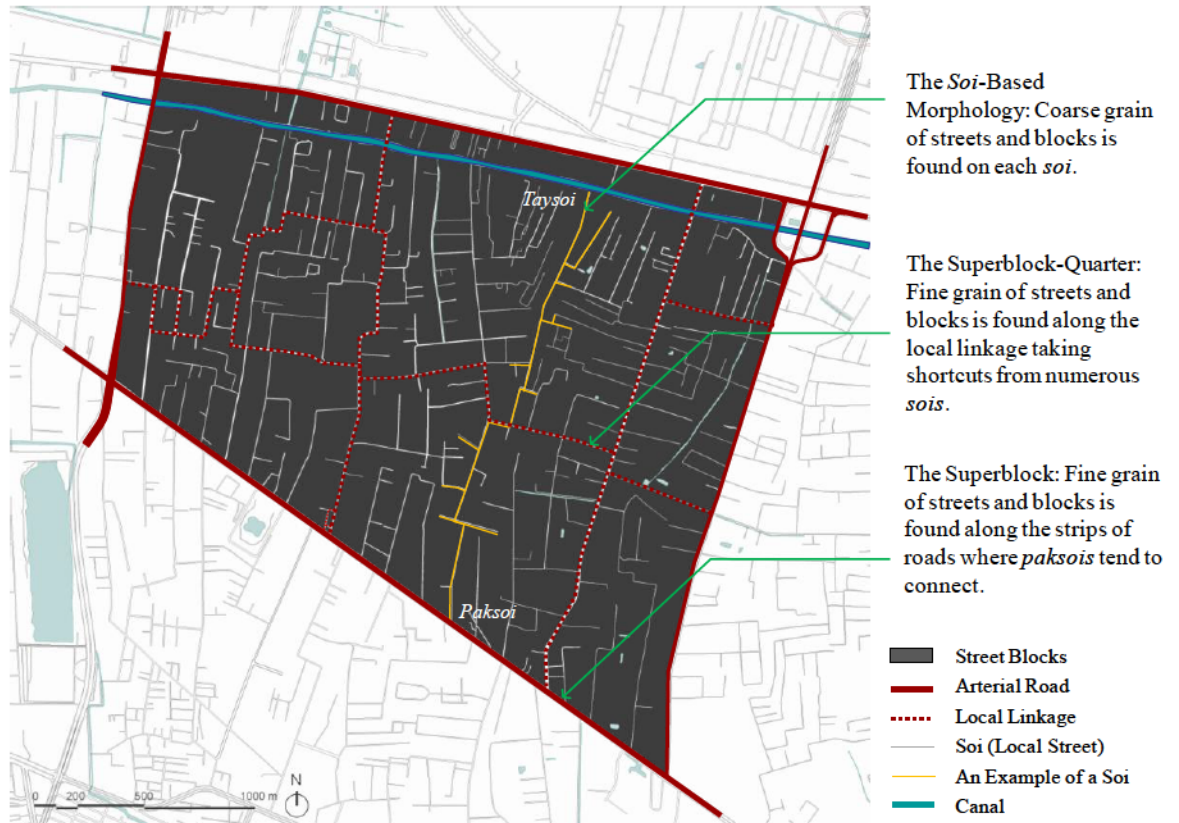 The Soi-Based
Morphology: Coarse grain
of streets and blocks is
found on each soi.
Taysoi
The Superblock-Quarter:
Fine grain of streets and
blocks is found along the
local linkage taking
shortcuts from numerous
sois.
The Superblock: Fine grain
of streets and blocks is
found along the strips of
roads where paksois tend to
connect.
Paksoi
Street Blocks
Arterial Road
Local Linkage
Soi (Local Street)
An Example of a Soi
Canal
N
0 200 500 1000 m